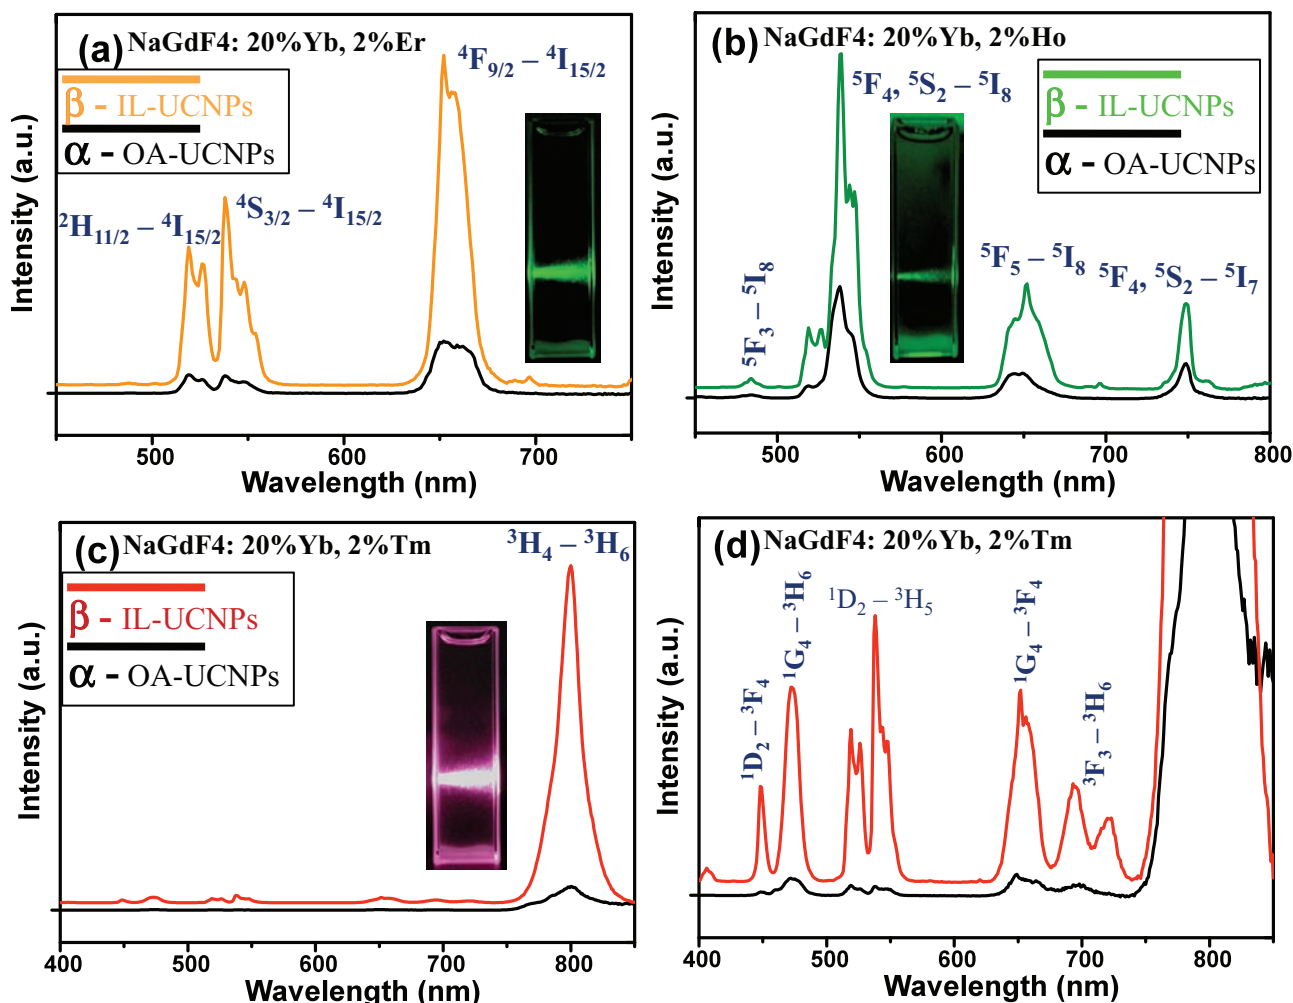 (a) NaGdF4: 20%Yb, 2%Er
β - IL-UCNPs
α - OA-UCNPs
²H₁₁/₂ – ⁴I₁₅/₂
⁴S₃/₂ – ⁴I₁₅/₂
⁴F₉/₂ – ⁴I₁₅/₂
Intensity (a.u.)
500 600 700
Wavelength (nm)
(b) NaGdF4: 20%Yb, 2%Ho
β - IL-UCNPs
α - OA-UCNPs
⁵F₄, ⁵S₂ – ⁵I₈
⁵F₃ – ⁵I₈
⁵F₅ – ⁵I₈
⁵F₄, ⁵S₂ – ⁵I₇
Intensity (a.u.)
500 600 700 800
Wavelength (nm)
(c) NaGdF4: 20%Yb, 2%Tm
β - IL-UCNPs
α - OA-UCNPs
³H₄ – ³H₆
Intensity (a.u.)
400 500 600 700 800
Wavelength (nm)
(d) NaGdF4: 20%Yb, 2%Tm
¹D₂ – ³F₄
¹G₄ – ³H₆
¹D₂ – ³H₅
¹G₄ – ³F₄
³F₃ – ³H₆
Intensity (a.u.)
400 500 600 700 800
Wavelength (nm)